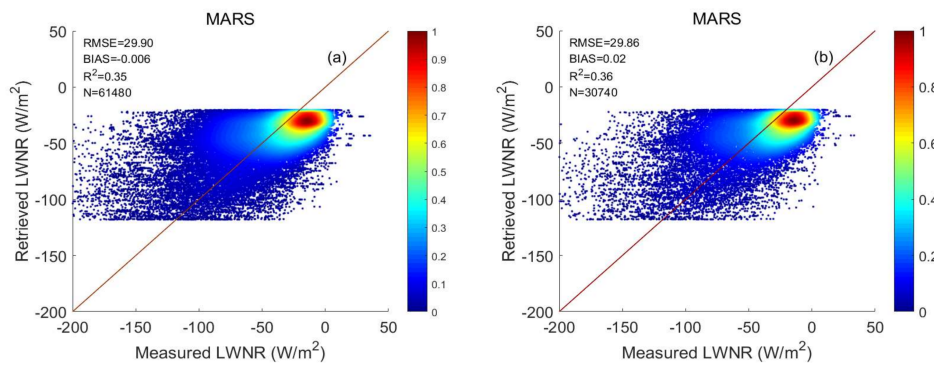 MARS
RMSE=29.90
BIAS=-0.006
R²=0.35
N=61480
(a)
50
0
-50
-100
-150
-200
Retrieved LWNR (W/m²)
-200 -150 -100 -50 0 50
Measured LWNR (W/m²)
1
0.9
0.8
0.7
0.6
0.5
0.4
0.3
0.2
0.1
0
MARS
RMSE=29.86
BIAS=0.02
R²=0.36
N=30740
(b)
50
0
-50
-100
-150
-200
Retrieved LWNR (W/m²)
-200 -150 -100 -50 0 50
Measured LWNR (W/m²)
1
0.8
0.6
0.4
0.2
0